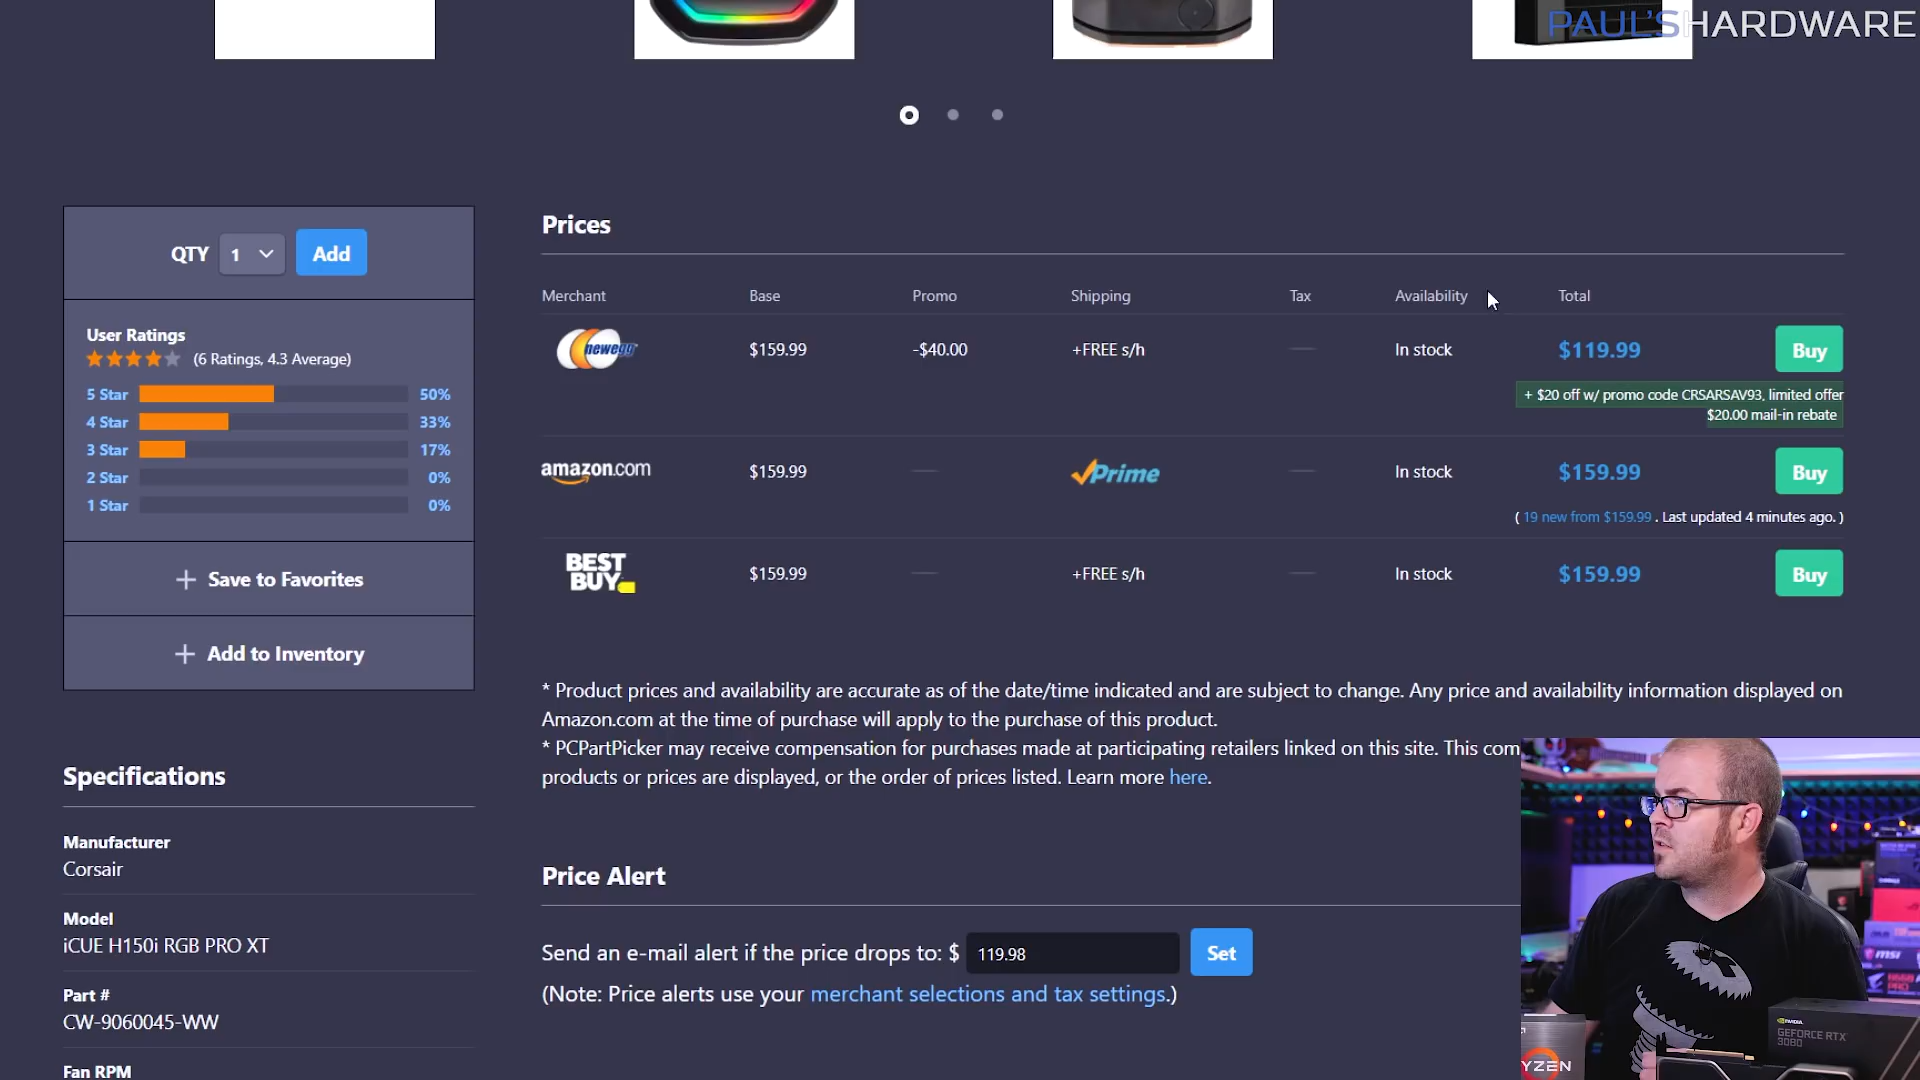 PAUL'SHARDWARE
QTY 1 Add
User Ratings
(6 Ratings, 4.3 Average)
5 Star 50%
4 Star 33%
3 Star 17%
2 Star 0%
1 Star 0%
+ Save to Favorites
+ Add to Inventory
Specifications
Manufacturer
Corsair
Model
iCUE H150i RGB PRO XT
Part #
CW-9060045-WW
Fan RPM
Prices
Merchant Base Promo Shipping Tax Availability Total
newegg $159.99 -$40.00 +FREE s/h — In stock $119.99 Buy
+ $20 off w/ promo code CRSARSAV93, limited offer
$20.00 mail-in rebate
amazon.com $159.99 — Prime — In stock $159.99 Buy
( 19 new from $159.99 . Last updated 4 minutes ago. )
BEST BUY $159.99 — +FREE s/h — In stock $159.99 Buy
* Product prices and availability are accurate as of the date/time indicated and are subject to change. Any price and availability information displayed on
Amazon.com at the time of purchase will apply to the purchase of this product.
* PCPartPicker may receive compensation for purchases made at participating retailers linked on this site. This com
products or prices are displayed, or the order of prices listed. Learn more here.
Price Alert
Send an e-mail alert if the price drops to: $ 119.98 Set
(Note: Price alerts use your merchant selections and tax settings.)
msi
NVIDIA
GEFORCE RTX
3080
YZEN